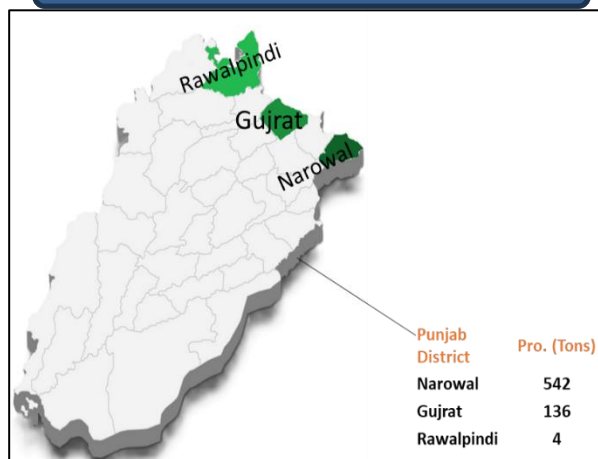 Rawalpindi
Gujrat
Narowal
Punjab
District
Pro. (Tons)
Narowal 542
Gujrat 136
Rawalpindi 4